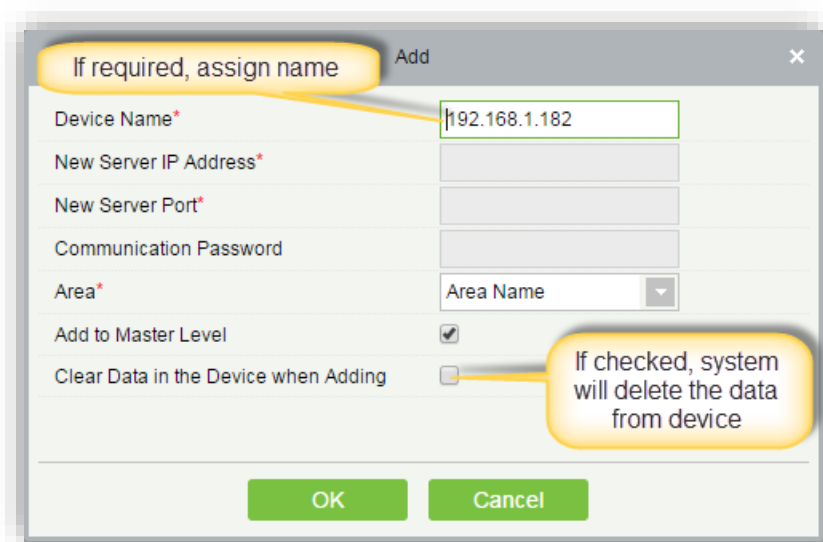 If required, assign name
Add
×
Device Name*
192.168.1.182
New Server IP Address*
New Server Port*
Communication Password
Area*
Area Name
Add to Master Level
Clear Data in the Device when Adding
If checked, system
will delete the data
from device
OK
Cancel